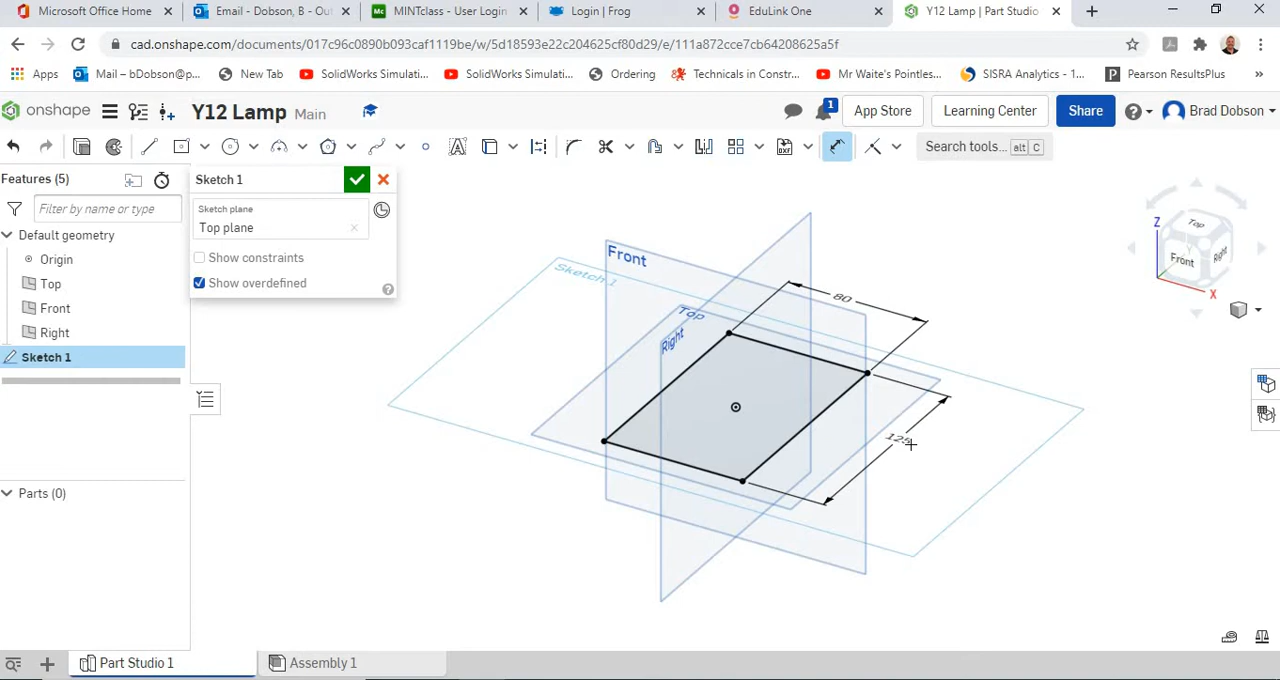 Microsoft Office Home
Email - Dobson, B - Out
MINTclass - User Login
Login | Frog
EduLink One
Y12 Lamp | Part Studio
cad.onshape.com/documents/017c96c0890b093caf1119be/w/5d18593e22c204625cf80d29/e/111a872cce7cb64208625a5f
Apps
Mail – bDobson@p...
New Tab
SolidWorks Simulati...
SolidWorks Simulati...
Ordering
Technicals in Constr...
Mr Waite's Pointles...
SISRA Analytics - 1...
Pearson ResultsPlus
»
onshape
Y12 Lamp Main
1
App Store
Learning Center
Share
Brad Dobson
Search tools... alt C
Features (5)
Filter by name or type
Default geometry
Origin
Top
Front
Right
Sketch 1
Parts (0)
Sketch 1
Sketch plane
Top plane
Show constraints
Show overdefined
Front
Sketch 1
Top
Right
80
125
Z
Top
Front
Right
X
Part Studio 1
Assembly 1